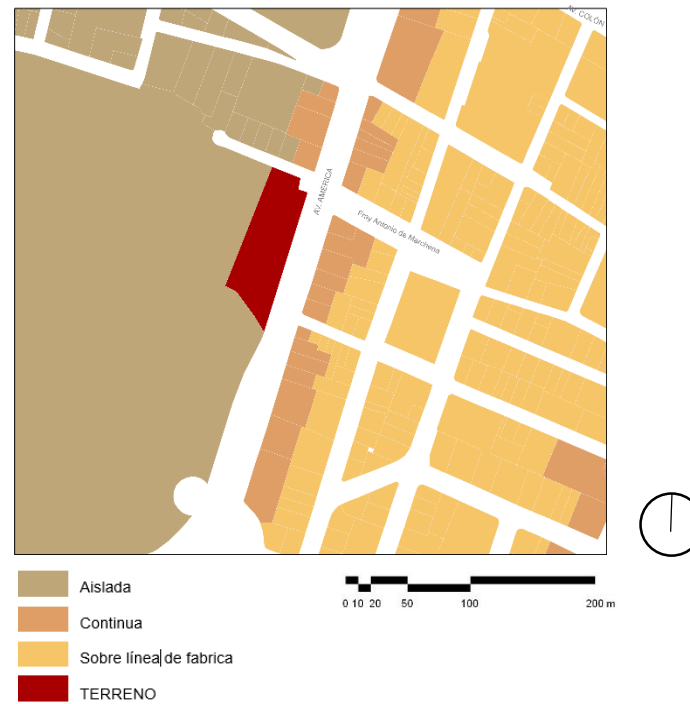 AV. COLÓN
AV. AMERICA
Fray Antonio de Marchena
Aislada
Continua
Sobre línea de fabrica
TERRENO
0 10 20 50 100 200 m